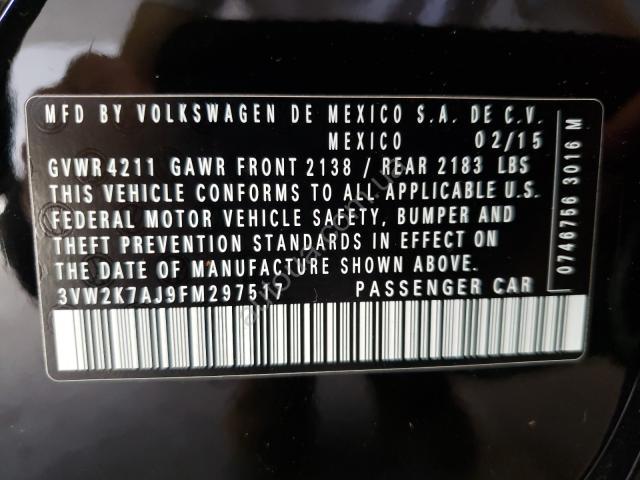 MFD BY VOLKSWAGEN DE MEXICO S.A. DE C.V.
MEXICO 02/15
GVWR 4211 GAWR FRONT 2138 / REAR 2183 LBS
THIS VEHICLE CONFORMS TO ALL APPLICABLE U.S.
FEDERAL MOTOR VEHICLE SAFETY, BUMPER AND
THEFT PREVENTION STANDARDS IN EFFECT ON
THE DATE OF MANUFACTURE SHOWN ABOVE.
3VW2K7AJ9FM2975 PASSENGER CAR
0746756 3016 M